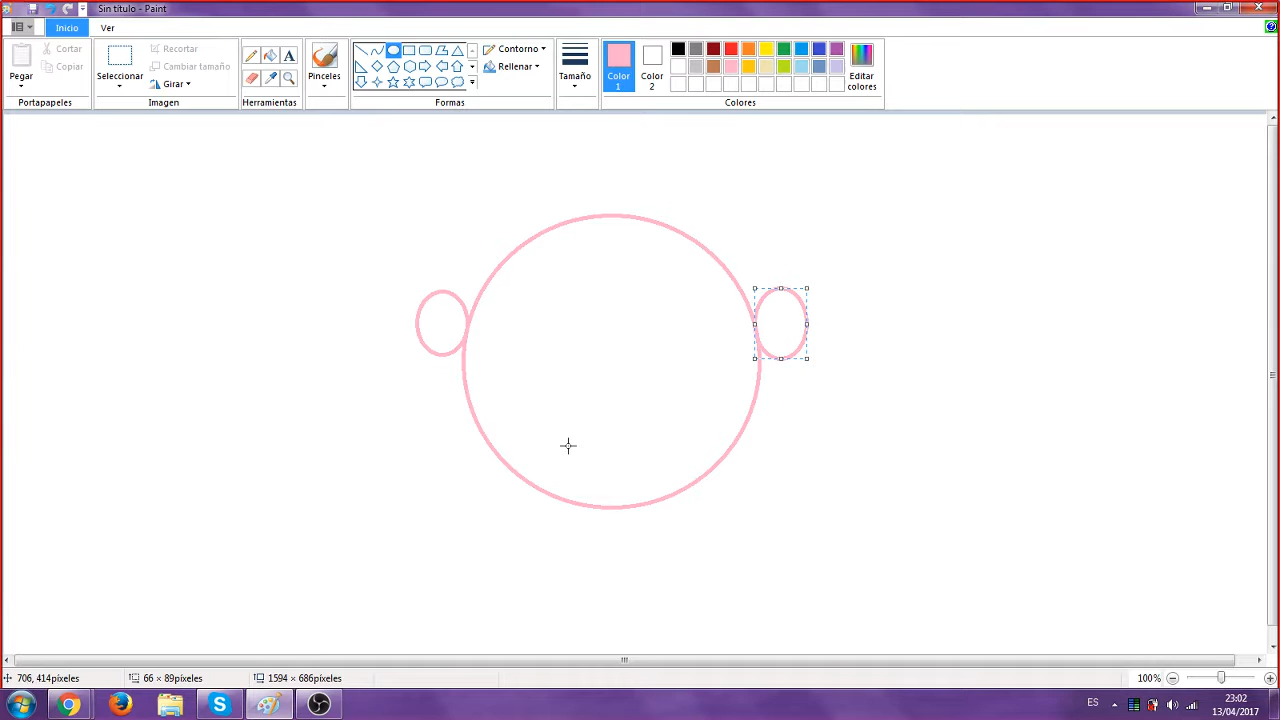 Sin título - Paint
Inicio Ver
Pegar
Cortar
Copiar
Portapapeles
Seleccionar
Recortar
Cambiar tamaño
Girar
Imagen
Herramientas
Pinceles
Contorno
Rellenar
Formas
Tamaño
Color 1
Color 2
Editar colores
Colores
706, 414píxeles 66 × 89píxeles 1594 × 686píxeles 100%
ES 23:02
13/04/2017